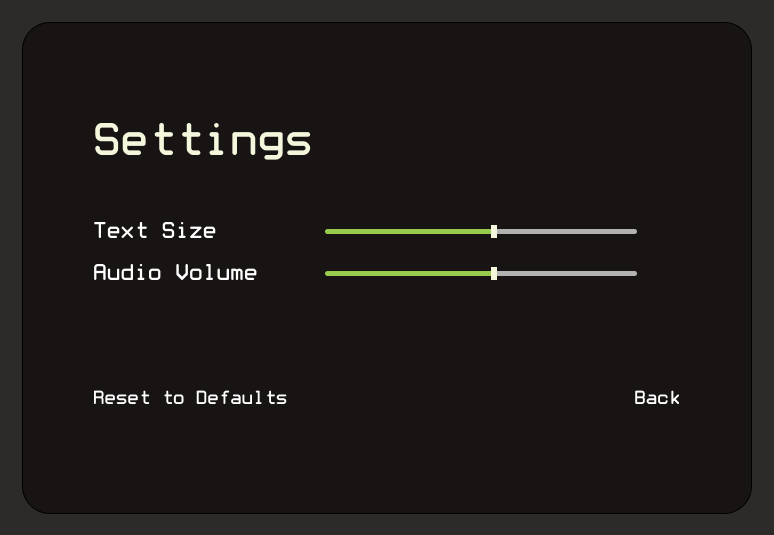 Settings
Text Size
Audio Volume
Reset to Defaults
Back